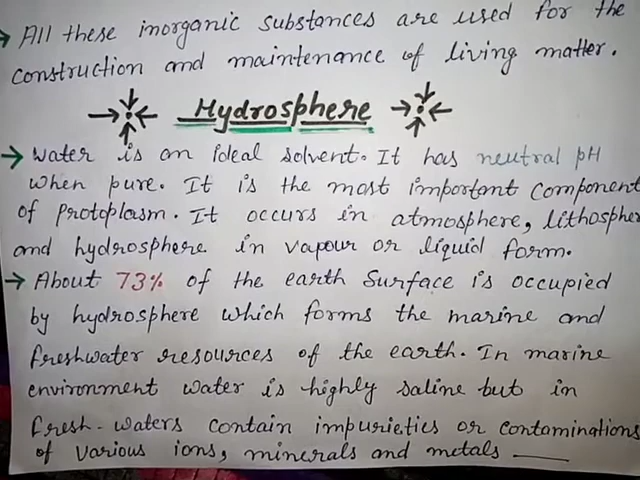 → All these inorganic substances are used for the
construction and maintenance of living matter.
Hydrosphere
→ Water is an ideal solvent. It has neutral pH
when pure. It is the most important component
of protoplasm. It occurs in atmosphere, lithospher
and hydrosphere in vapour or liquid form.
→ About 73% of the earth surface is occupied
by hydrosphere which forms the marine and
freshwater resources of the earth. In marine
environment water is highly saline but in
fresh-waters contain impurieties or contaminations
of various ions, minerals and metals